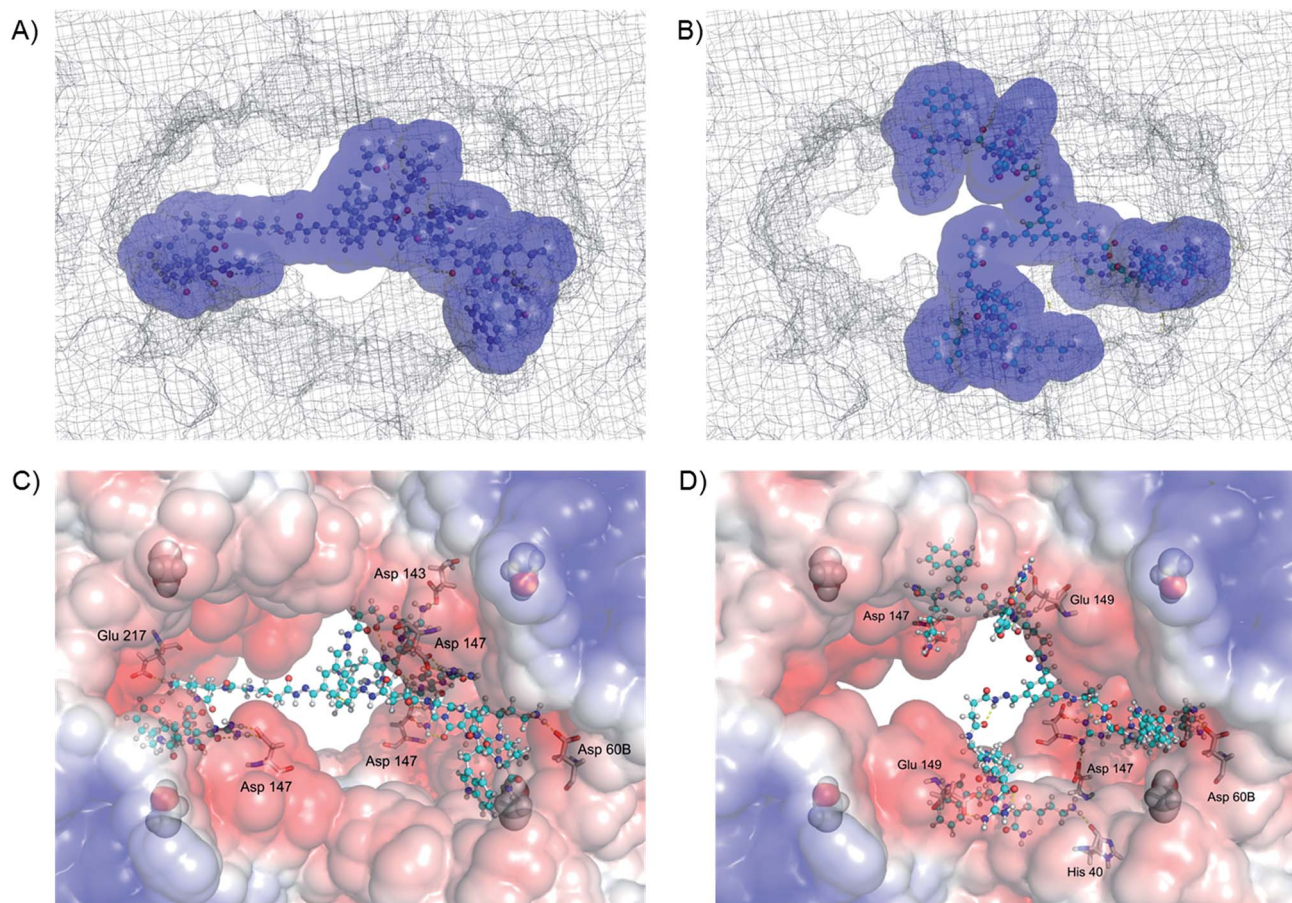 A)
B)
C)
Asp 143
Glu 217
Asp 147
Asp 147
Asp 60B
Asp 147
D)
Glu 149
Asp 147
Glu 149
Asp 147
Asp 60B
His 40